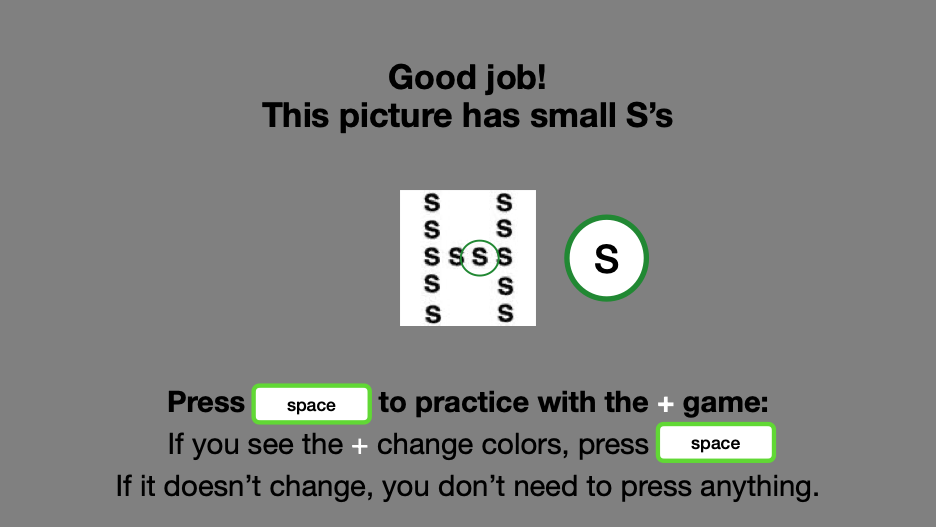 Good job!
This picture has small S’s
S S
S S
S S S S
S S
S S
S
Press space to practice with the + game:
If you see the + change colors, press space
If it doesn’t change, you don’t need to press anything.